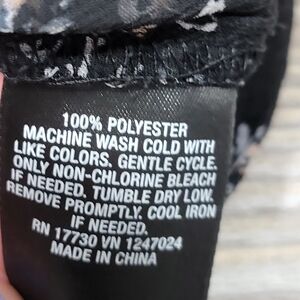 100% POLYESTER
MACHINE WASH COLD WITH
LIKE COLORS. GENTLE CYCLE.
ONLY NON-CHLORINE BLEACH
IF NEEDED. TUMBLE DRY LOW.
REMOVE PROMPTLY. COOL IRON
IF NEEDED.
RN 17730 VN 1247024
MADE IN CHINA